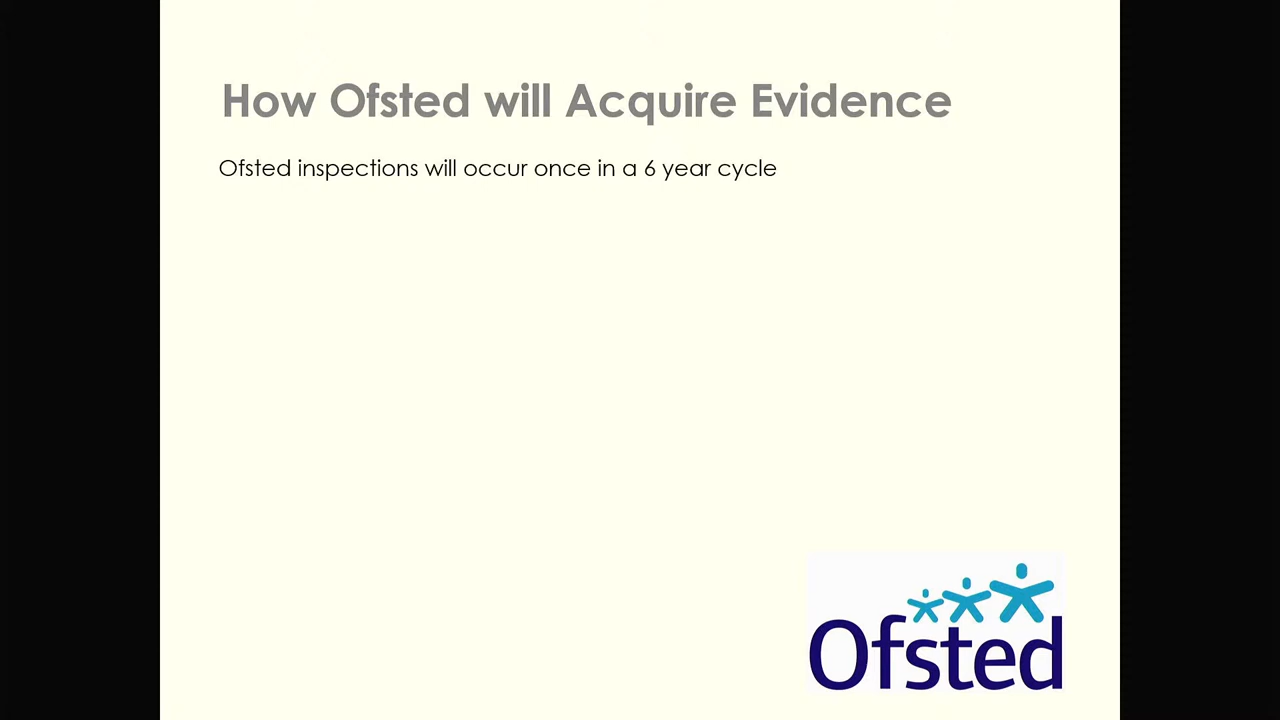 How Ofsted will Acquire Evidence
Ofsted inspections will occur once in a 6 year cycle
Ofsted